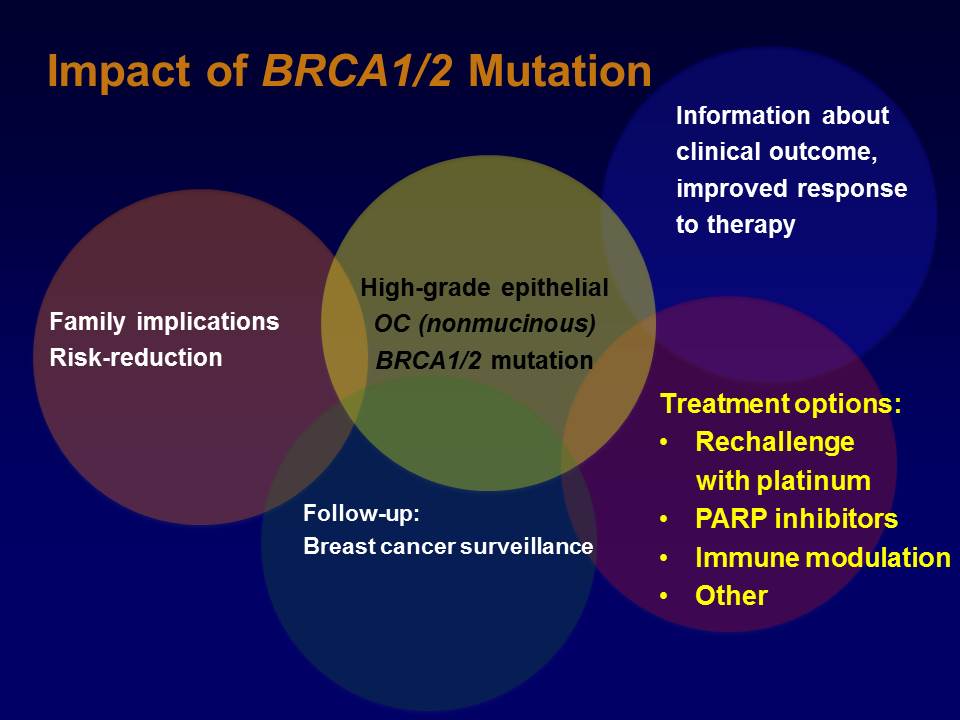 Impact of BRCA1/2 Mutation
Information about
clinical outcome,
improved response
to therapy
High-grade epithelial
OC (nonmucinous)
BRCA1/2 mutation
Family implications
Risk-reduction
Treatment options:
• Rechallenge
with platinum
• PARP inhibitors
• Immune modulation
• Other
Follow-up:
Breast cancer surveillance